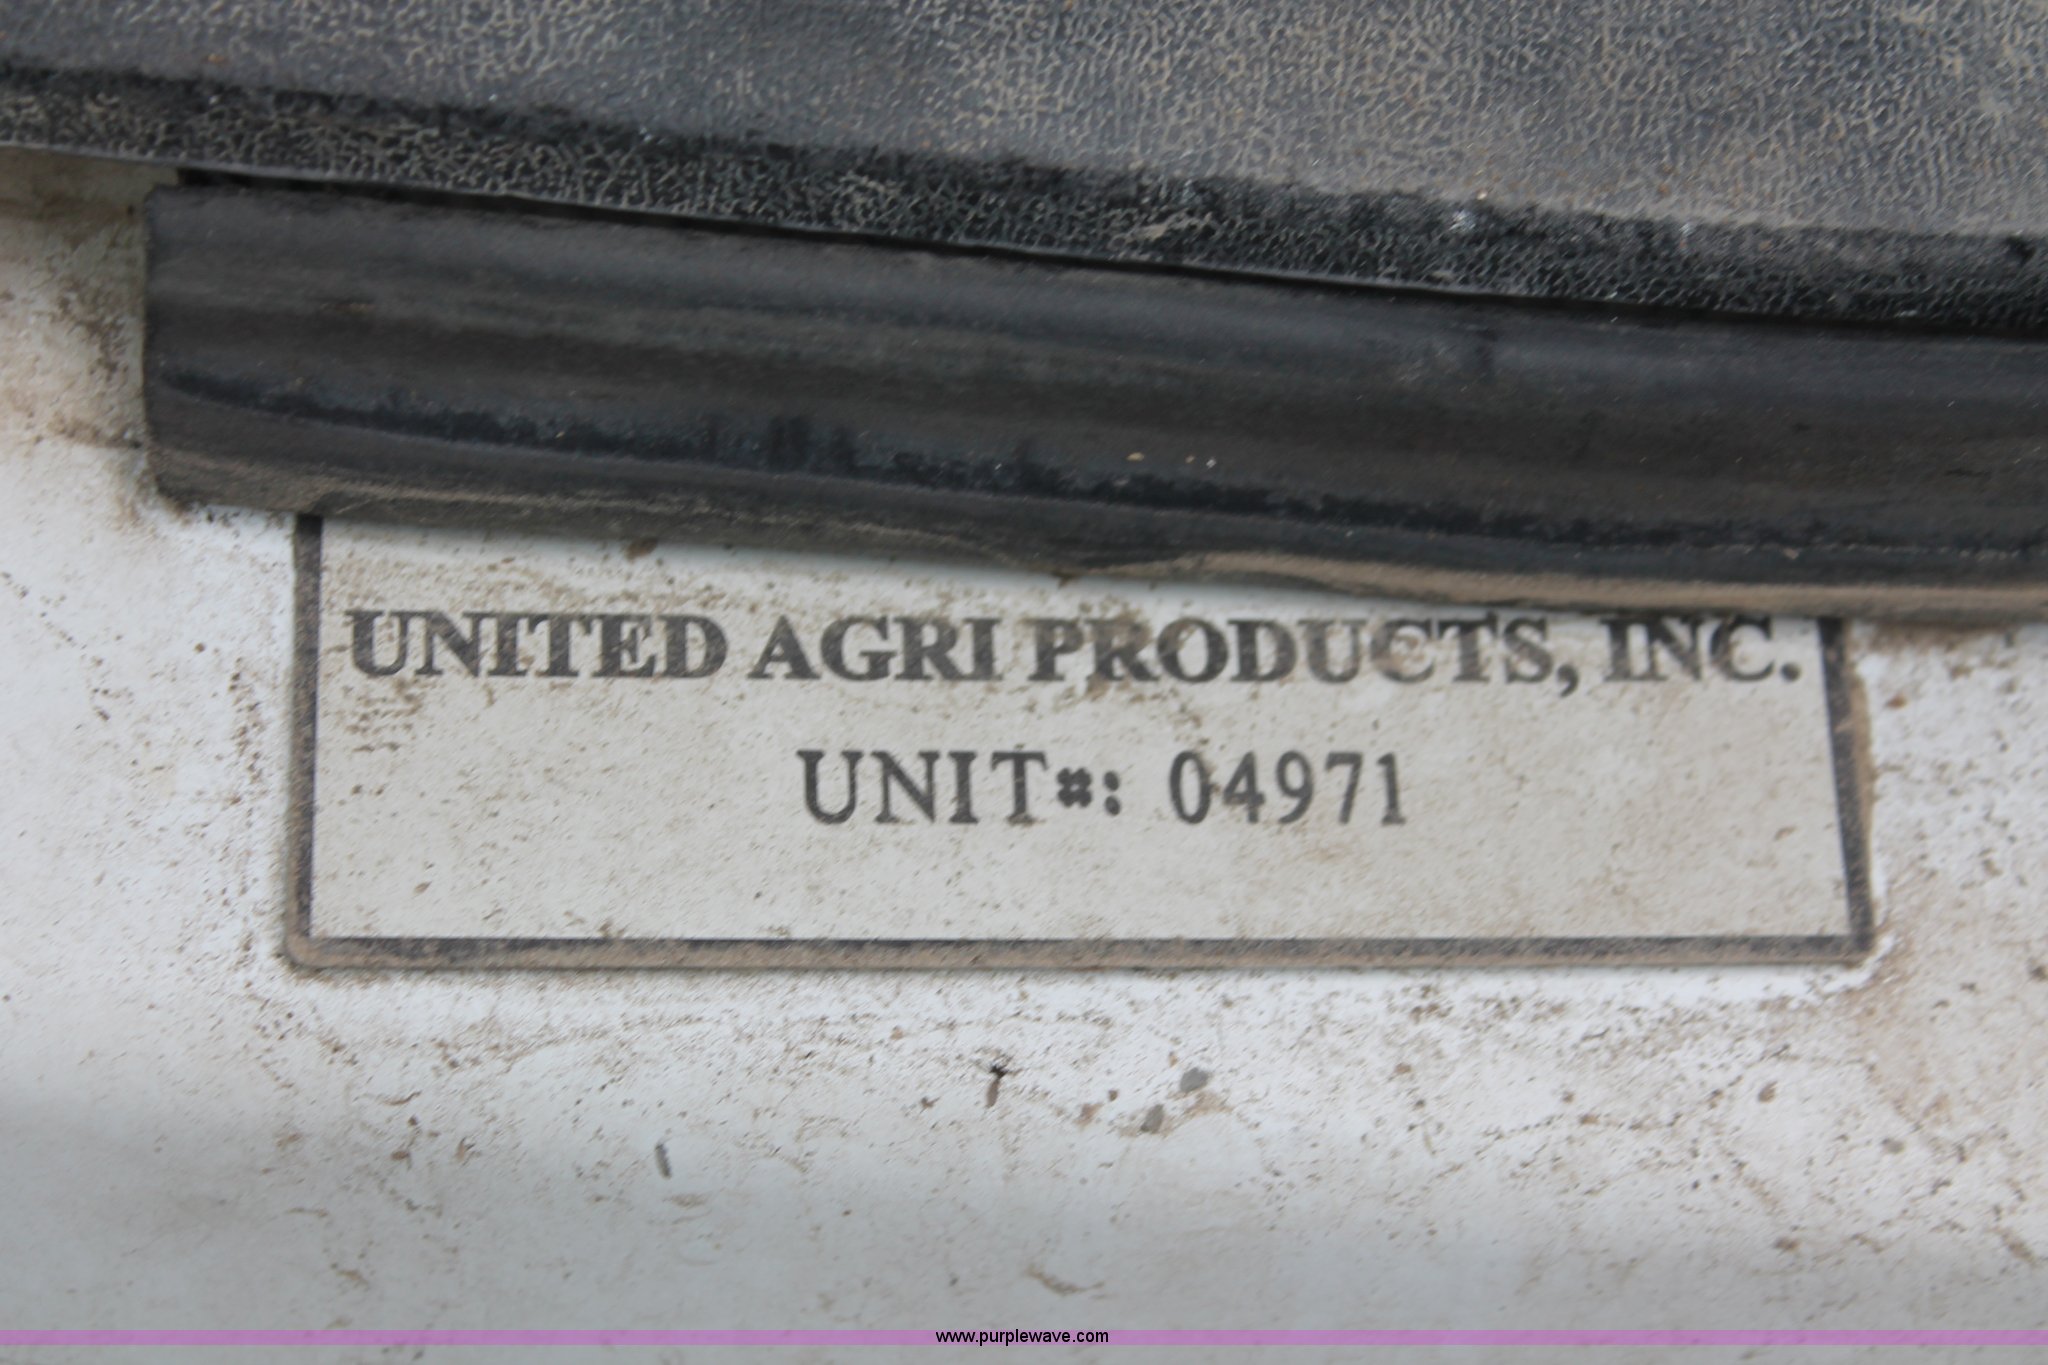 UNITED AGRI PRODUCTS, INC.
UNIT#: 04971
www.purplewave.com